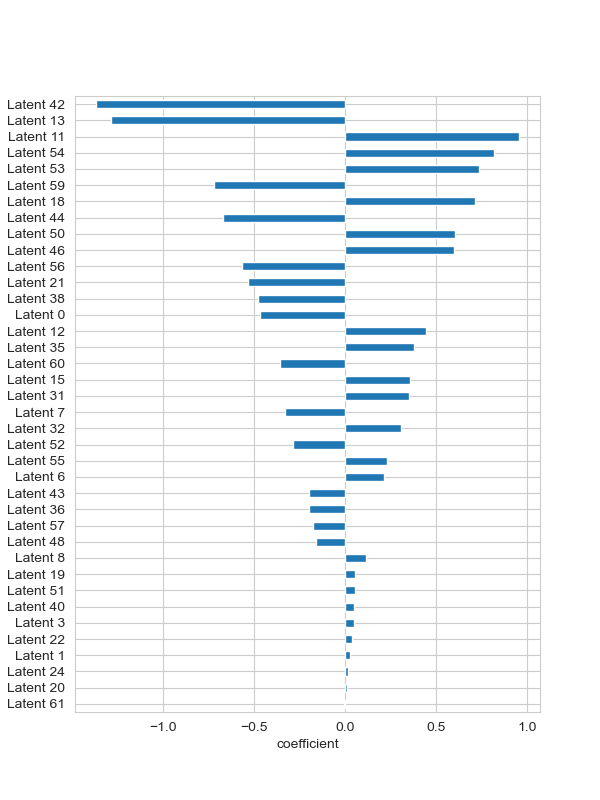 Latent 42
Latent 13
Latent 11
Latent 54
Latent 53
Latent 59
Latent 18
Latent 44
Latent 50
Latent 46
Latent 56
Latent 21
Latent 38
Latent 0
Latent 12
Latent 35
Latent 60
Latent 15
Latent 31
Latent 7
Latent 32
Latent 52
Latent 55
Latent 6
Latent 43
Latent 36
Latent 57
Latent 48
Latent 8
Latent 19
Latent 51
Latent 40
Latent 3
Latent 22
Latent 1
Latent 24
Latent 20
Latent 61
−1.0 −0.5 0.0 0.5 1.0
coefficient